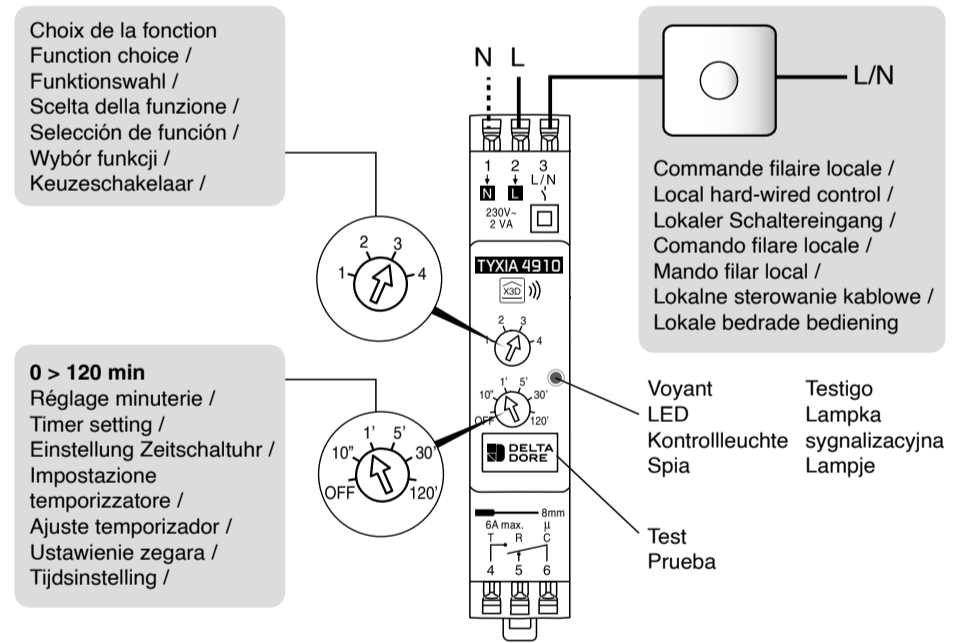 Choix de la fonction
Function choice /
Funktionswahl /
Scelta della funzione /
Selección de función /
Wybór funkcji /
Keuzeschakelaar /
N L
L/N
Commande filaire locale /
Local hard-wired control /
Lokaler Schaltereingang /
Comando filare locale /
Mando filar local /
Lokalne sterowanie kablowe /
Lokale bedrade bediening
1 2 3
L/N
N L
230V~
2 VA
TYXIA 4910
X3D
1 2 3 4
1 2 3 4
OFF 10" 1' 5' 30' 120'
DELTA
DORE
0 > 120 min
Réglage minuterie /
Timer setting /
Einstellung Zeitschaltuhr /
Impostazione
temporizzatore /
Ajuste temporizador /
Ustawienie zegara /
Tijdsinstelling /
OFF 10" 1' 5' 30' 120'
Voyant
LED
Kontrollleuchte
Spia
Testigo
Lampka
sygnalizacyjna
Lampje
Test
Prueba
8mm
6A max. µ
T R C
4 5 6